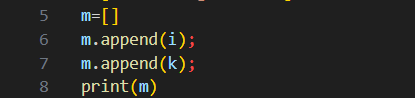 5 m=[]
6 m.append(i);
7 m.append(k);
8 print(m)